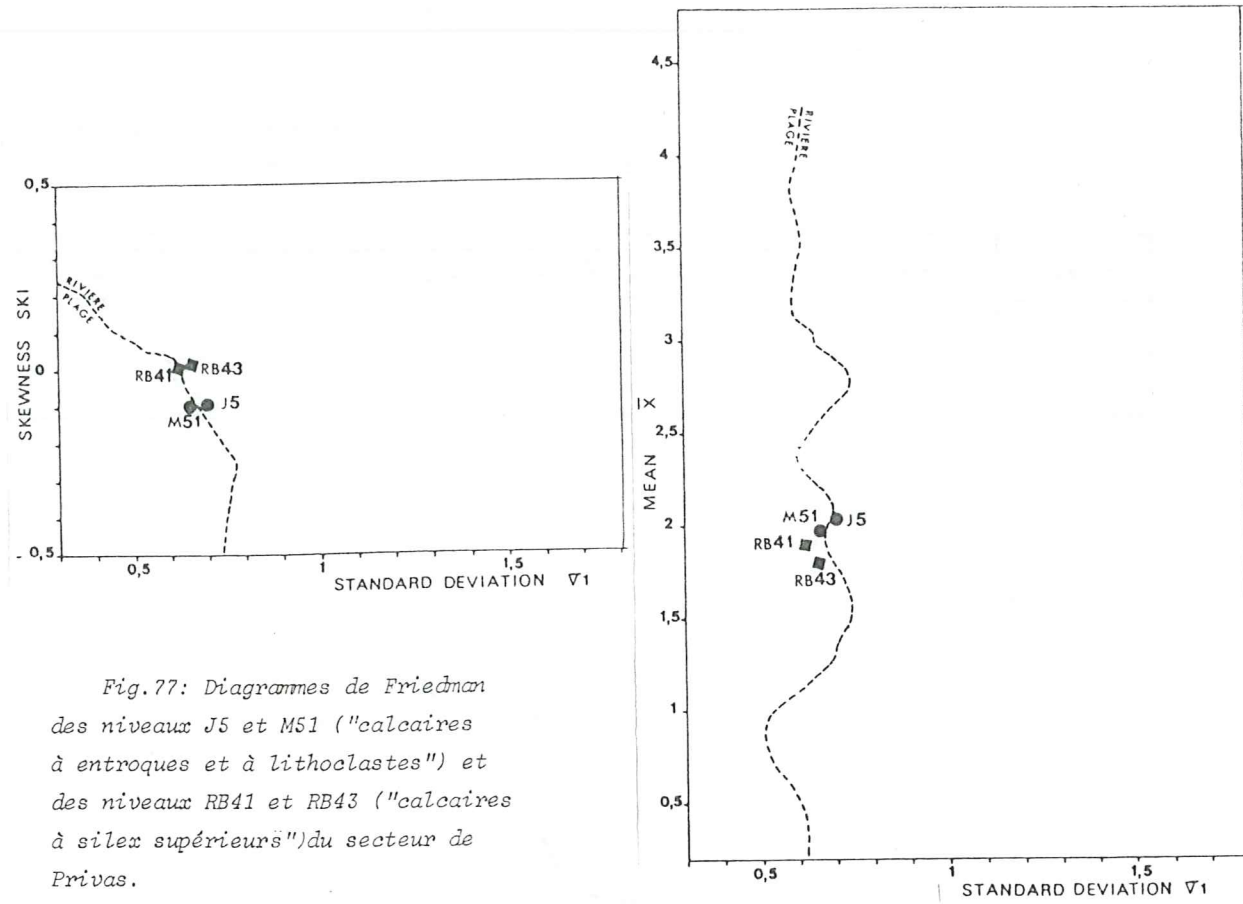 0,5
SKEWNESS SKI
0
- 0,5
RIVIERE
PLAGE
RB41
RB43
M51
J5
0,5
1
1,5
STANDARD DEVIATION ∇1
4,5
4
3,5
3
2,5
2
1,5
1
0,5
MEAN X̄
RIVIERE
PLAGE
M51
J5
RB41
RB43
0,5
1
1,5
STANDARD DEVIATION ∇1
Fig.77: Diagrammes de Friedman
des niveaux J5 et M51 ("calcaires
à entroques et à lithoclastes") et
des niveaux RB41 et RB43 ("calcaires
à silex supérieurs")du secteur de
Privas.